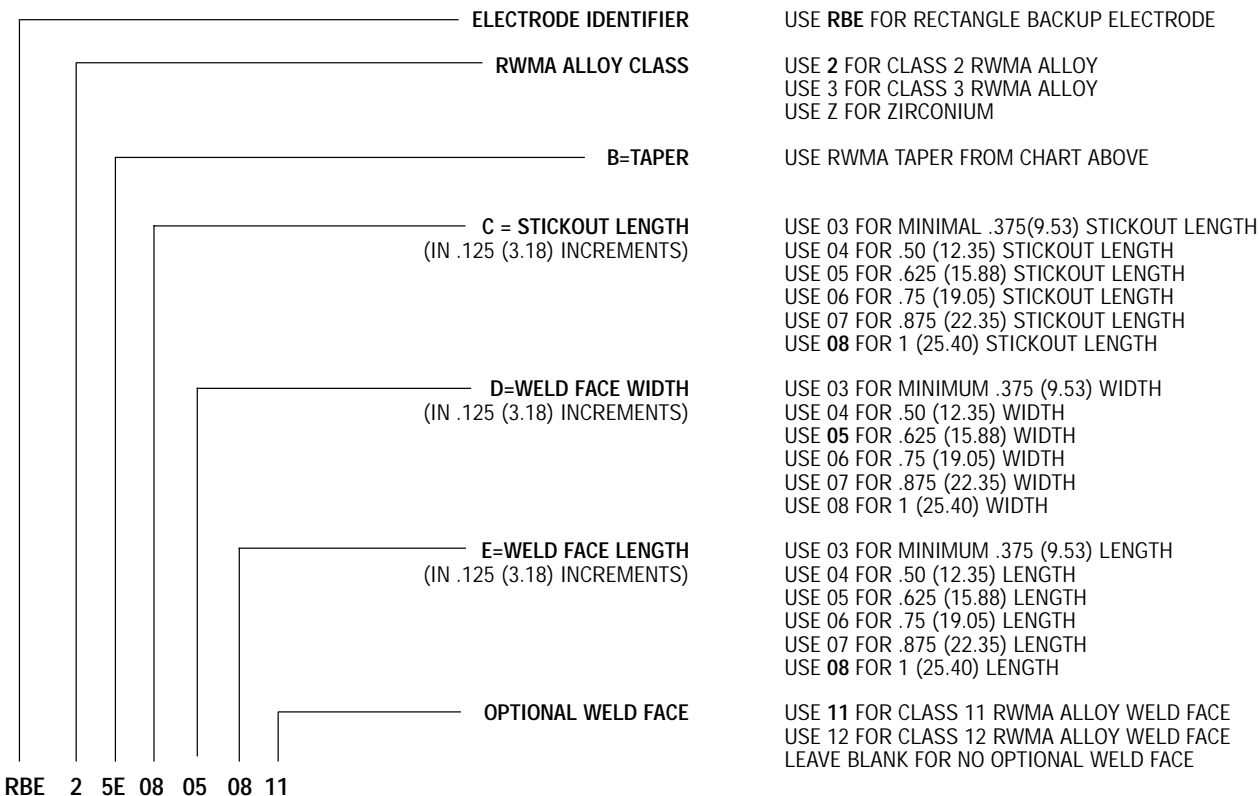 ELECTRODE IDENTIFIER USE RBE FOR RECTANGLE BACKUP ELECTRODE
RWMA ALLOY CLASS USE 2 FOR CLASS 2 RWMA ALLOY
USE 3 FOR CLASS 3 RWMA ALLOY
USE Z FOR ZIRCONIUM
B=TAPER USE RWMA TAPER FROM CHART ABOVE
C = STICKOUT LENGTH USE 03 FOR MINIMAL .375(9.53) STICKOUT LENGTH
(IN .125 (3.18) INCREMENTS) USE 04 FOR .50 (12.35) STICKOUT LENGTH
USE 05 FOR .625 (15.88) STICKOUT LENGTH
USE 06 FOR .75 (19.05) STICKOUT LENGTH
USE 07 FOR .875 (22.35) STICKOUT LENGTH
USE 08 FOR 1 (25.40) STICKOUT LENGTH
D=WELD FACE WIDTH USE 03 FOR MINIMUM .375 (9.53) WIDTH
(IN .125 (3.18) INCREMENTS) USE 04 FOR .50 (12.35) WIDTH
USE 05 FOR .625 (15.88) WIDTH
USE 06 FOR .75 (19.05) WIDTH
USE 07 FOR .875 (22.35) WIDTH
USE 08 FOR 1 (25.40) WIDTH
E=WELD FACE LENGTH USE 03 FOR MINIMUM .375 (9.53) LENGTH
(IN .125 (3.18) INCREMENTS) USE 04 FOR .50 (12.35) LENGTH
USE 05 FOR .625 (15.88) LENGTH
USE 06 FOR .75 (19.05) LENGTH
USE 07 FOR .875 (22.35) LENGTH
USE 08 FOR 1 (25.40) LENGTH
OPTIONAL WELD FACE USE 11 FOR CLASS 11 RWMA ALLOY WELD FACE
USE 12 FOR CLASS 12 RWMA ALLOY WELD FACE
LEAVE BLANK FOR NO OPTIONAL WELD FACE
RBE 2 5E 08 05 08 11